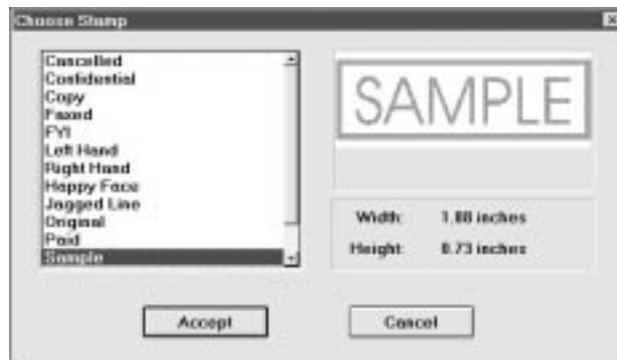 Choose Stamp
Cancelled
Confidential
Copy
Faxed
FYI
Left Hand
Right Hand
Happy Face
Jagged Line
Original
Paid
Sample
SAMPLE
Width: 1.88 inches
Height: 0.73 inches
Accept
Cancel